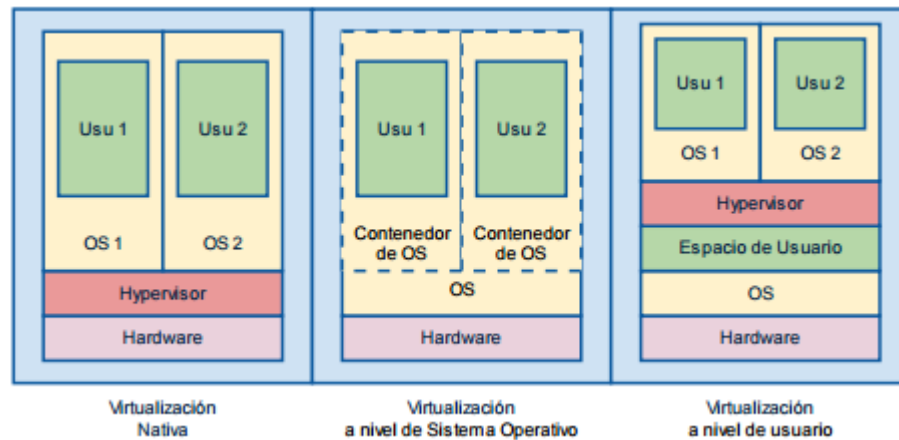 Usu 1
Usu 2
OS 1
OS 2
Hypervisor
Hardware
Virtualización
Nativa
Usu 1
Usu 2
Contenedor
de OS
Contenedor
de OS
OS
Hardware
Virtualización
a nivel de Sistema Operativo
Usu 1
Usu 2
OS 1
OS 2
Hypervisor
Espacio de Usuario
OS
Hardware
Virtualización
a nivel de usuario